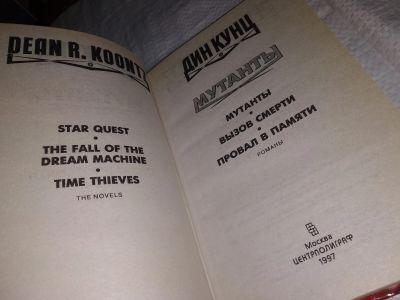 DEAN R. KOONTZ
STAR QUEST
•
THE FALL OF THE
DREAM MACHINE
•
TIME THIEVES
THE NOVELS
ДИН КУНЦ
МУТАНТЫ
МУТАНТЫ
•
ВЫЗОВ СМЕРТИ
•
ПРОВАЛ В ПАМЯТИ
РОМАНЫ
Москва
ЦЕНТРПОЛИГРАФ
1997